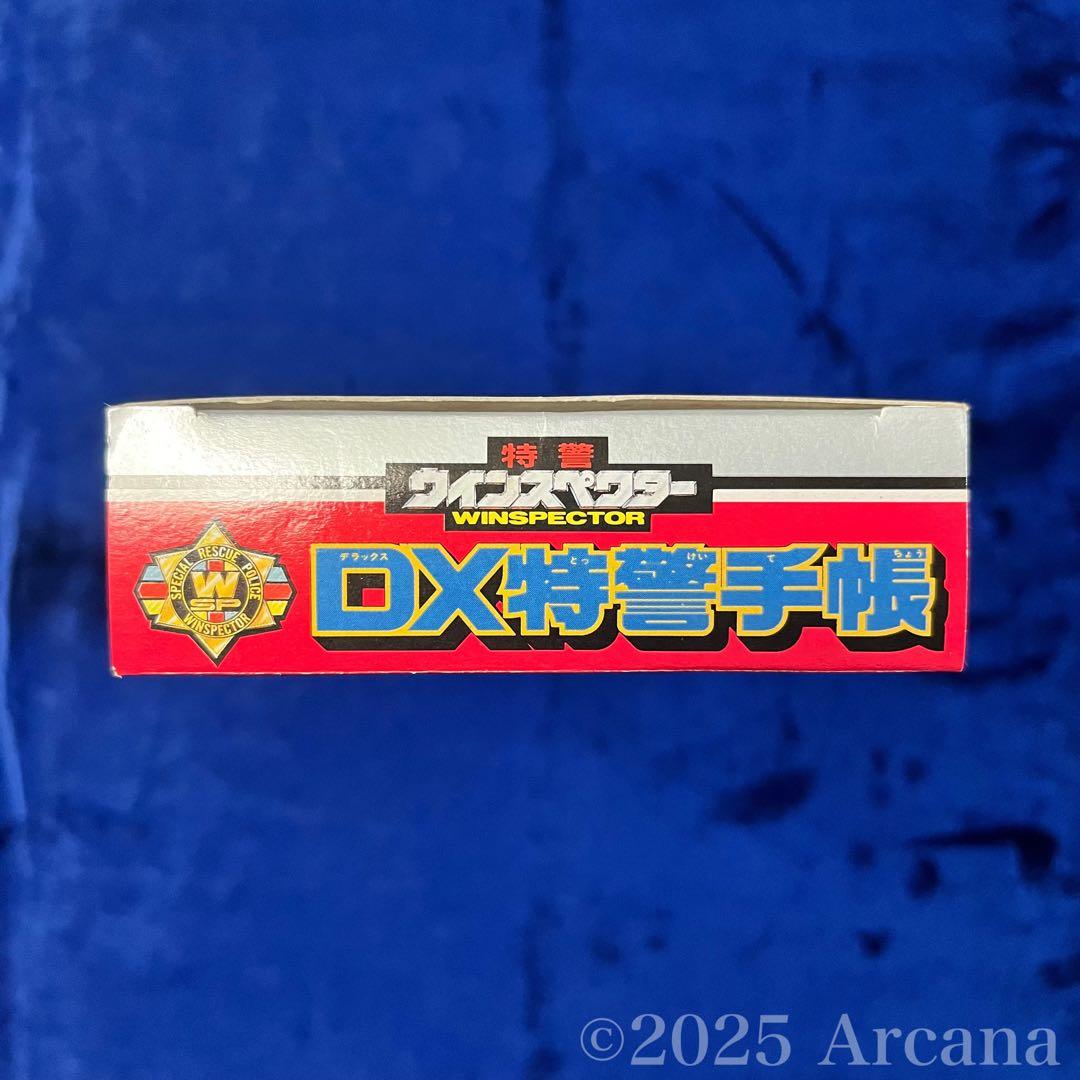 特警
ウインスペクター
WINSPECTOR
デラックス とっ けい て ちょう
DX特警手帳
SPECIAL RESCUE POLICE
W
SP
WINSPECTOR
©2025 Arcana